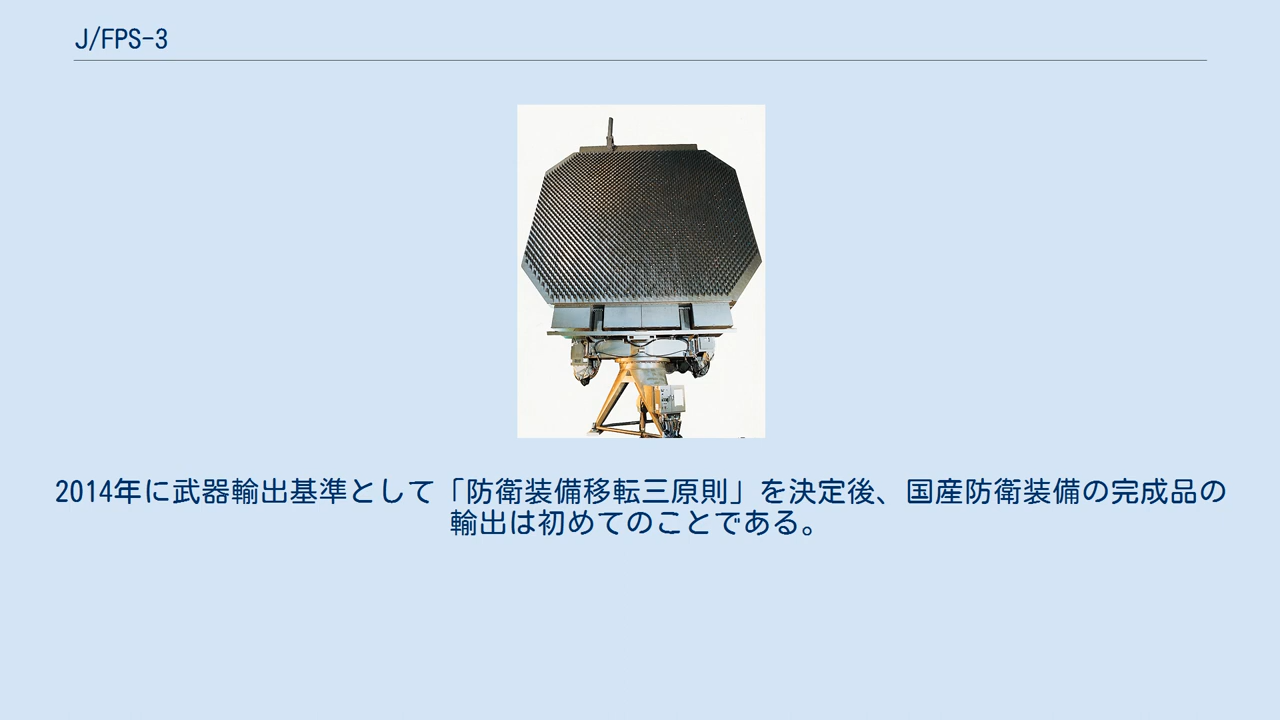 J/FPS-3
2014年に武器輸出基準として「防衛装備移転三原則」を決定後、国産防衛装備の完成品の
輸出は初めてのことである。